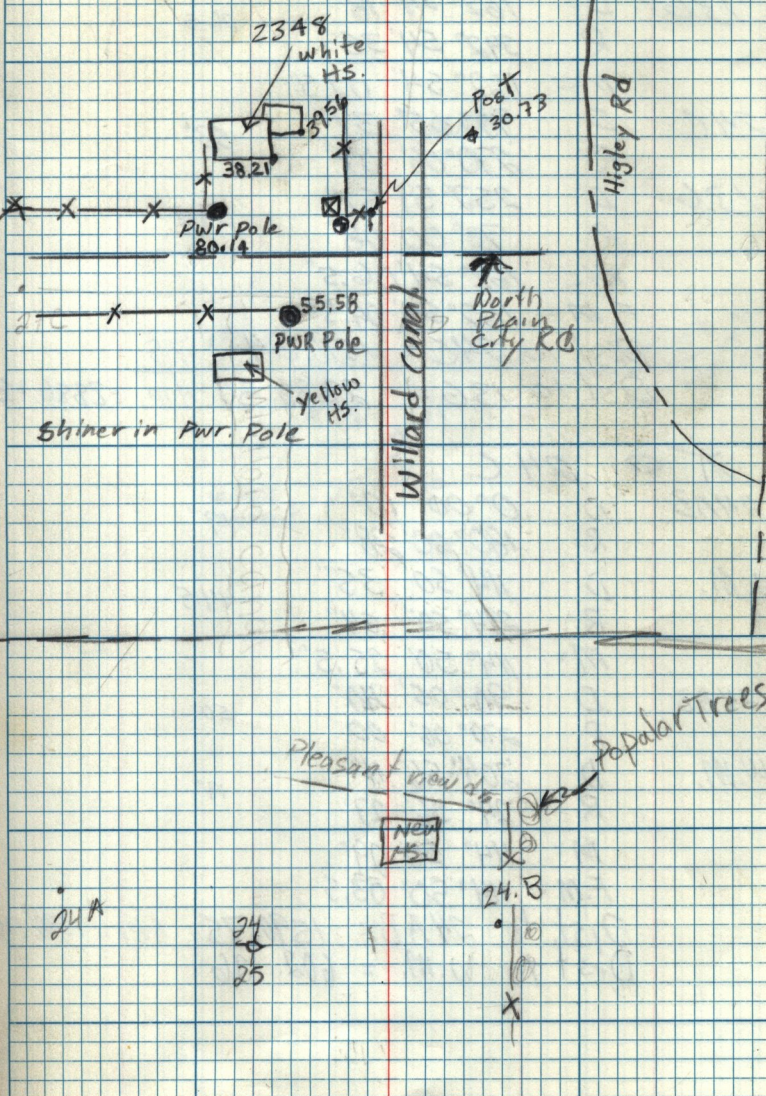 2348
White
HS.
39.56
38.21
Post
30.73
Higley Rd
Pwr Pole
80.14
55.58
PWR Pole
North
Plain
City Rd
Willard Canal
yellow
HS.
Shiner in Pwr. Pole
Popalar Trees
Pleasant view dr.
New
HS.
24.B
24A
24
25